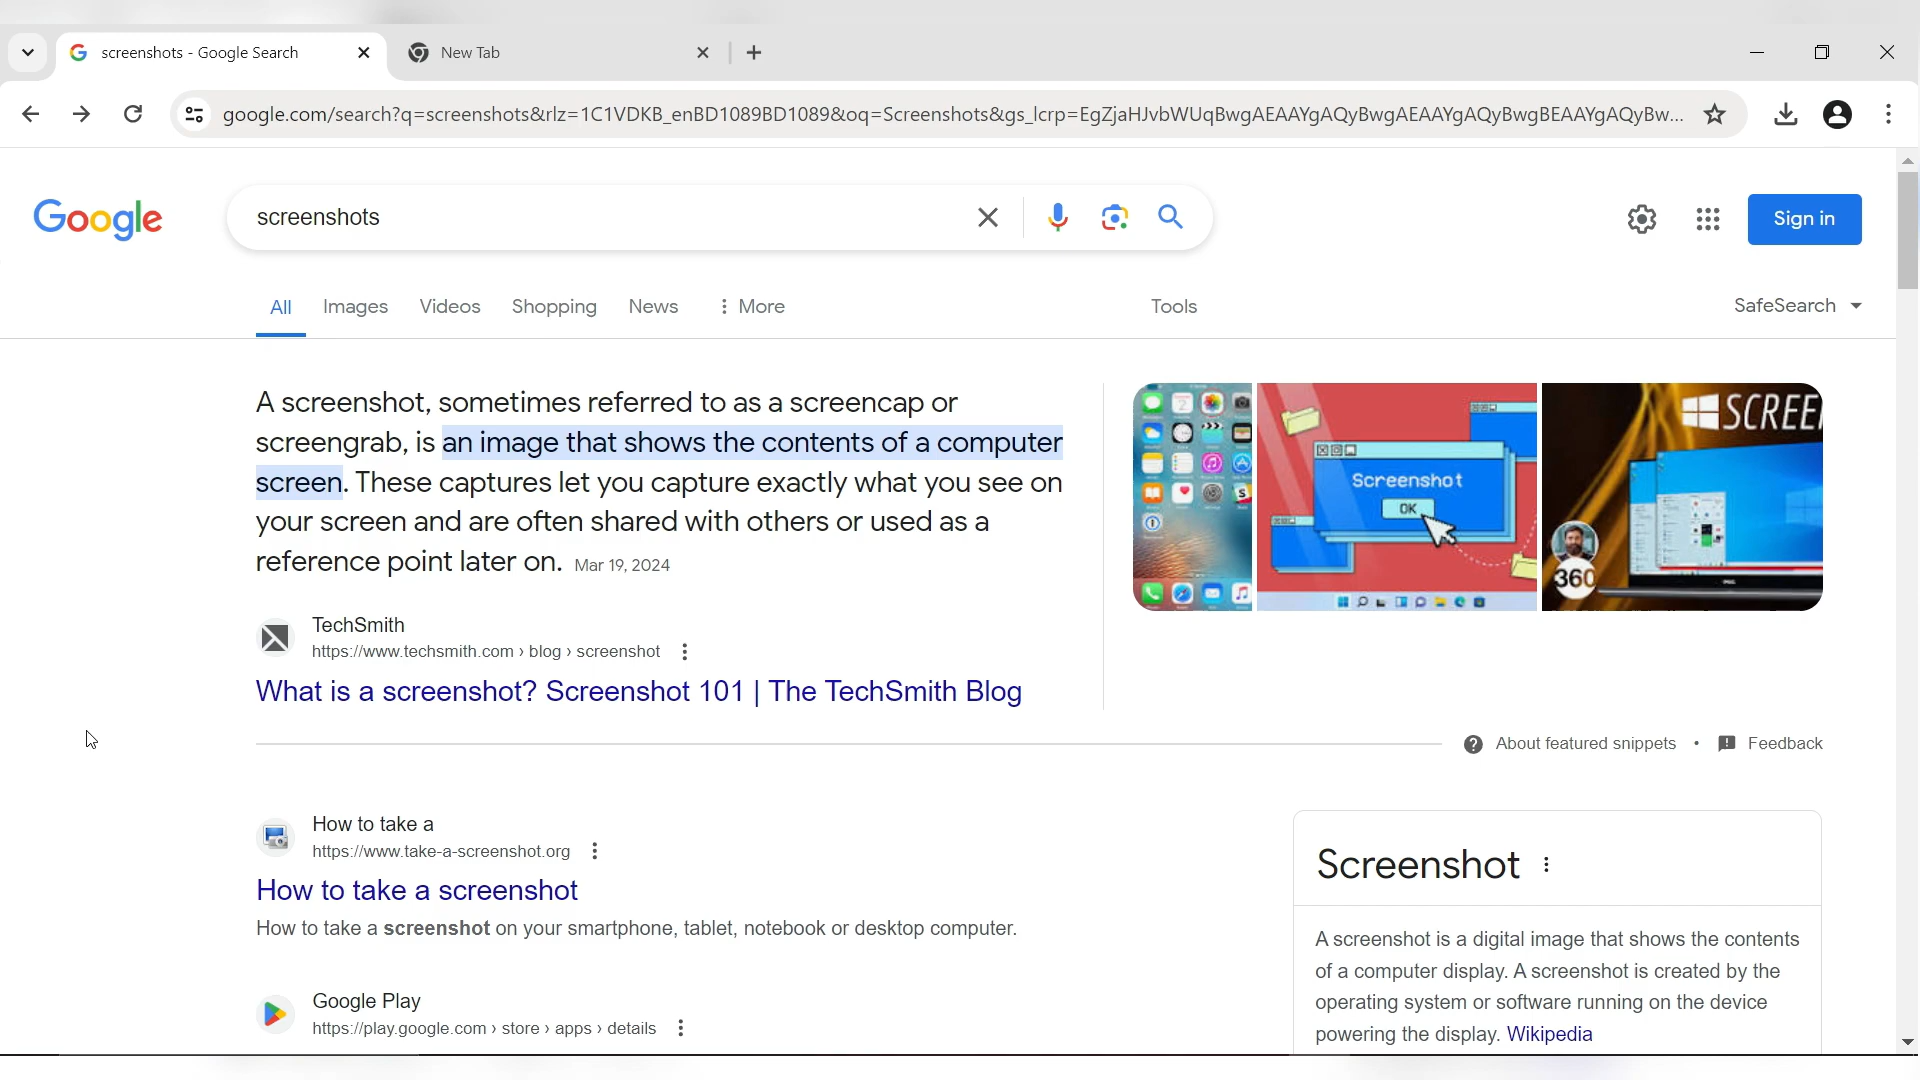 screenshots - Google Search
New Tab
google.com/search?q=screenshots&rlz=1C1VDKB_enBD1089BD1089&oq=Screenshots&gs_lcrp=EgZjaHJvbWUqBwgAEAAYgAQyBwgAEAAYgAQyBwgBEAAYgAQyBw...
Google
screenshots
Sign in
All Images Videos Shopping News More
Tools
SafeSearch
A screenshot, sometimes referred to as a screencap or
screengrab, is an image that shows the contents of a computer
screen. These captures let you capture exactly what you see on
your screen and are often shared with others or used as a
reference point later on. Mar 19, 2024
Screenshot
OK
SCREE
360
TechSmith
https://www.techsmith.com › blog › screenshot
What is a screenshot? Screenshot 101 | The TechSmith Blog
About featured snippets • Feedback
How to take a
https://www.take-a-screenshot.org
How to take a screenshot
How to take a screenshot on your smartphone, tablet, notebook or desktop computer.
Google Play
https://play.google.com › store › apps › details
Screenshot
A screenshot is a digital image that shows the contents
of a computer display. A screenshot is created by the
operating system or software running on the device
powering the display. Wikipedia